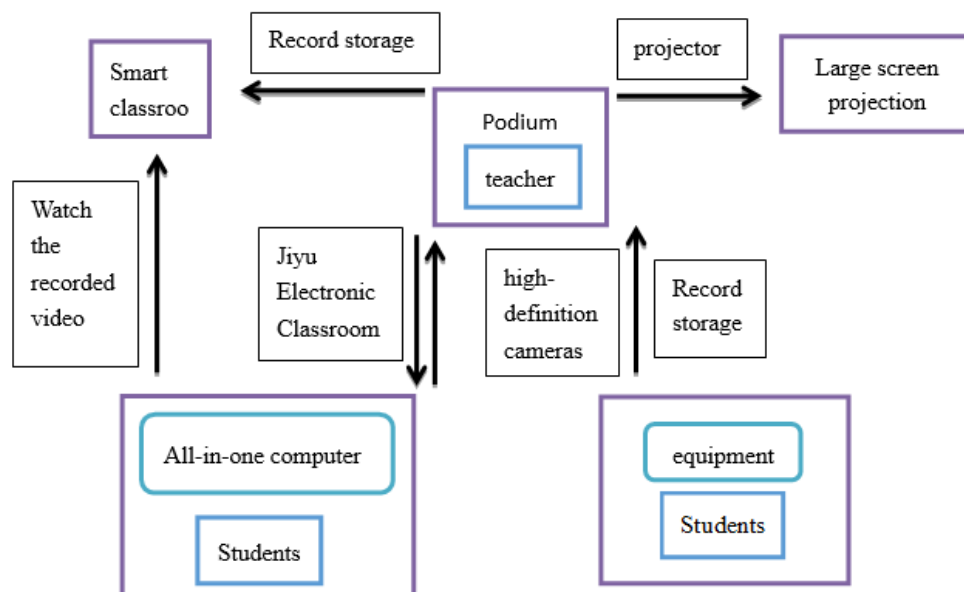 Record storage
projector
Smart
classroo
Large screen
projection
Podium
teacher
Watch
the
recorded
video
Jiyu
Electronic
Classroom
high-
definition
cameras
Record
storage
All-in-one computer
equipment
Students
Students